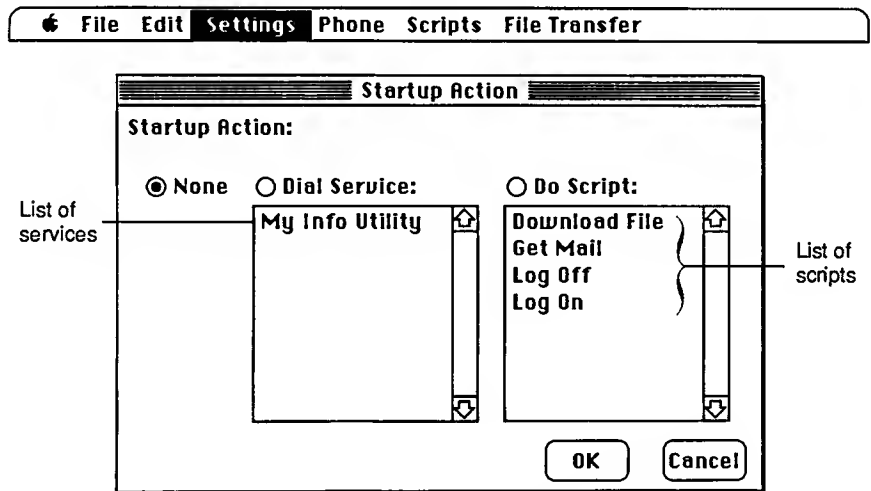 File Edit Settings Phone Scripts File Transfer
Startup Action
Startup Action:
None Dial Service: Do Script:
List of services
My Info Utility
Download File
Get Mail
Log Off
Log On
List of scripts
OK Cancel